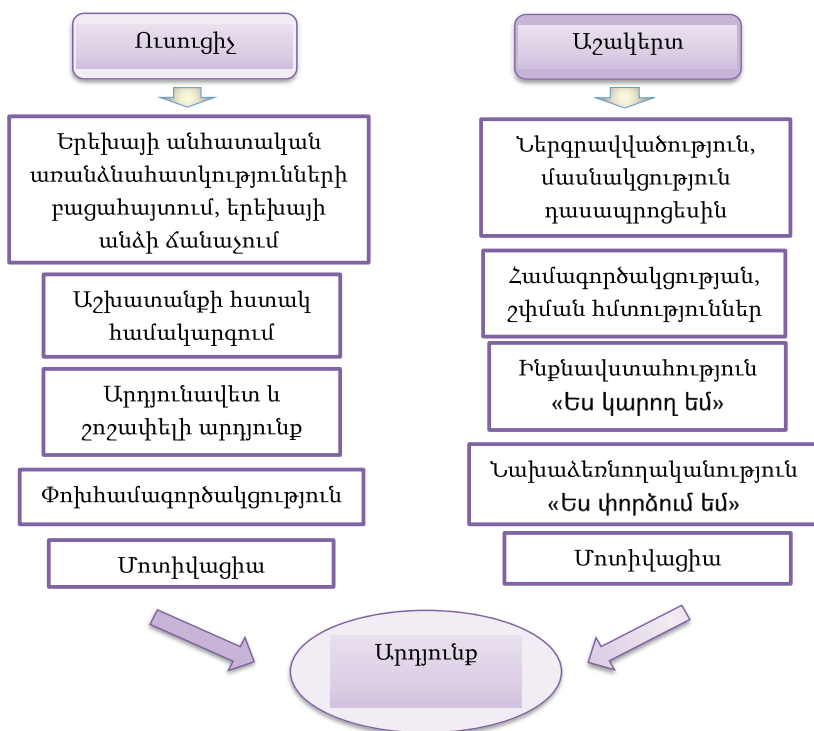 Ուսուցիչ
Երեխայի անհատական
առանձնահատկությունների
բացահայտում, երեխայի
անձի ճանաչում
Աշխատանքի հստակ
համակարգում
Արդյունավետ և
շոշափելի արդյունք
Փոխհամագործակցություն
Մոտիվացիա
Աշակերտ
Ներգրավվածություն,
մասնակցություն
դասապրոցեսին
Համագործակցության,
շփման հմտություններ
Ինքնավստահություն
«Ես կարող եմ»
Նախաձեռնողականություն
«Ես փորձում եմ»
Մոտիվացիա
Արդյունք